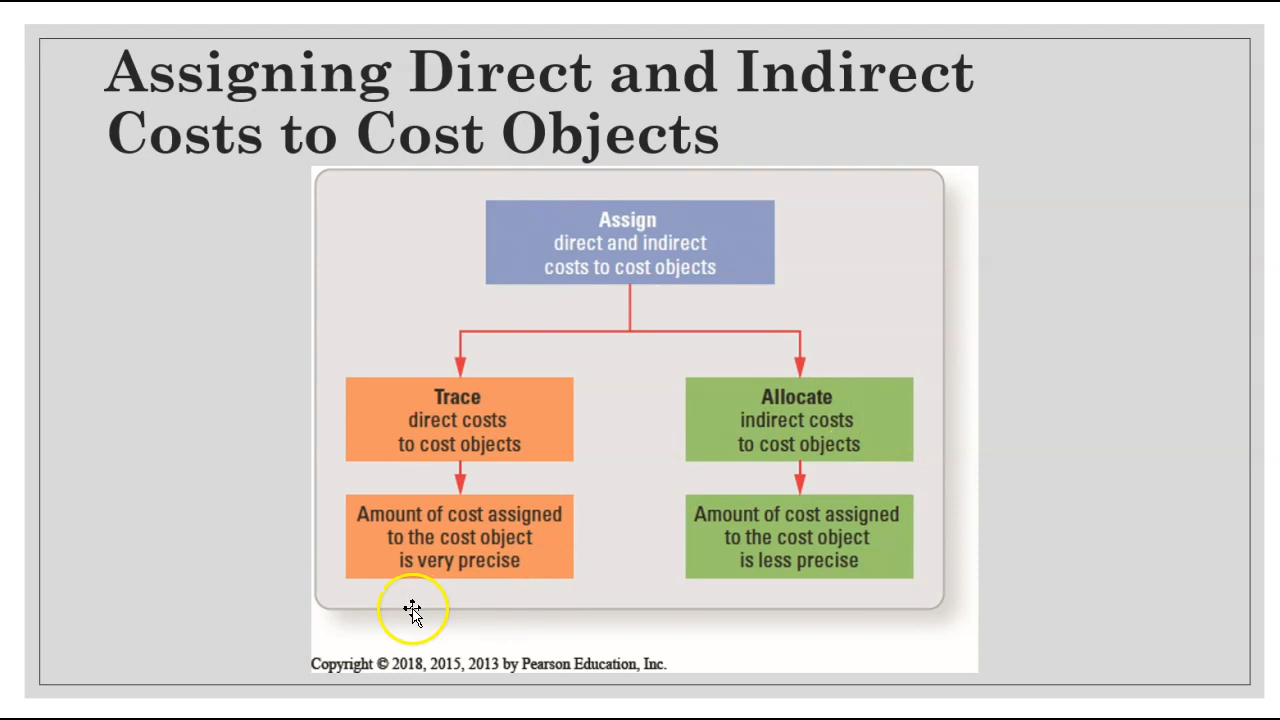 Assigning Direct and Indirect
Costs to Cost Objects
Assign
direct and indirect
costs to cost objects
Trace
direct costs
to cost objects
Allocate
indirect costs
to cost objects
Amount of cost assigned
to the cost object
is very precise
Amount of cost assigned
to the cost object
is less precise
Copyright © 2018, 2015, 2013 by Pearson Education, Inc.